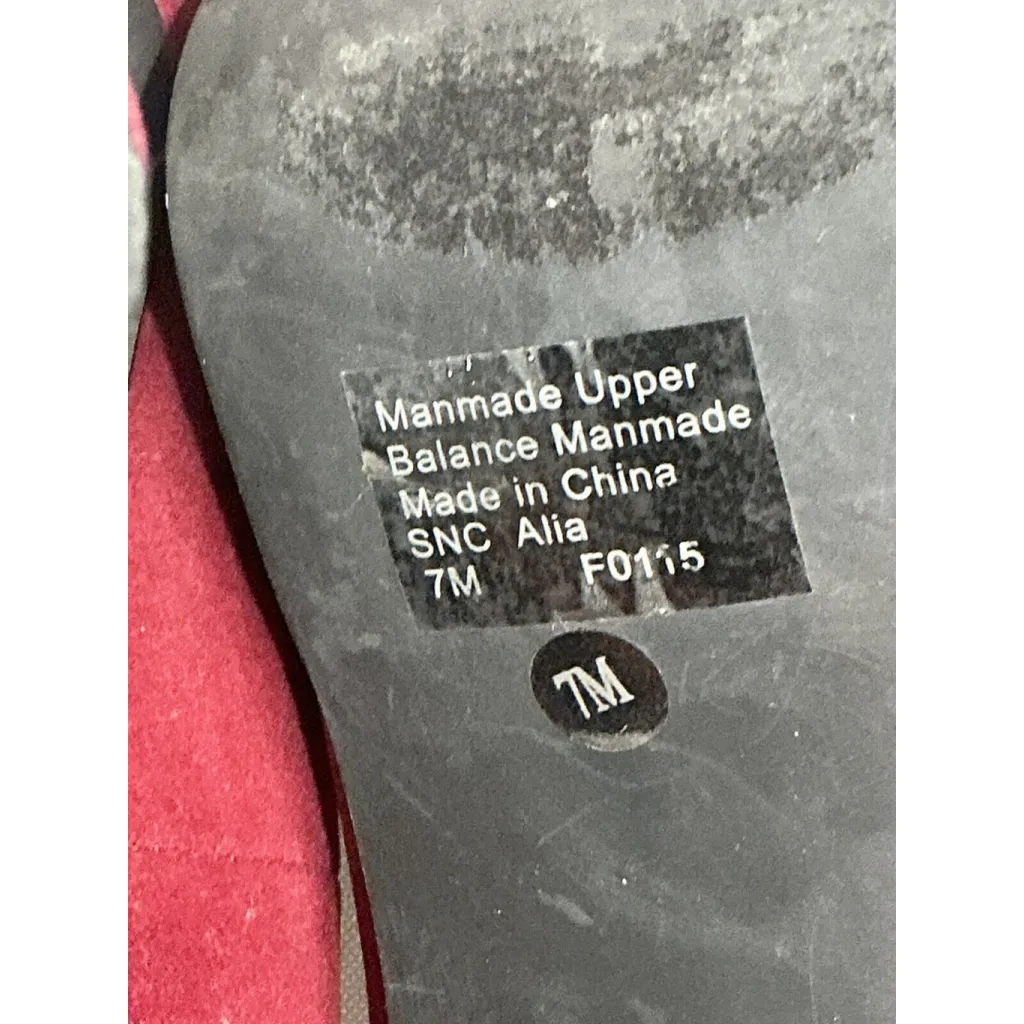 Manmade Upper
Balance Manmade
Made in China
SNC Alia
7M F0115
7M